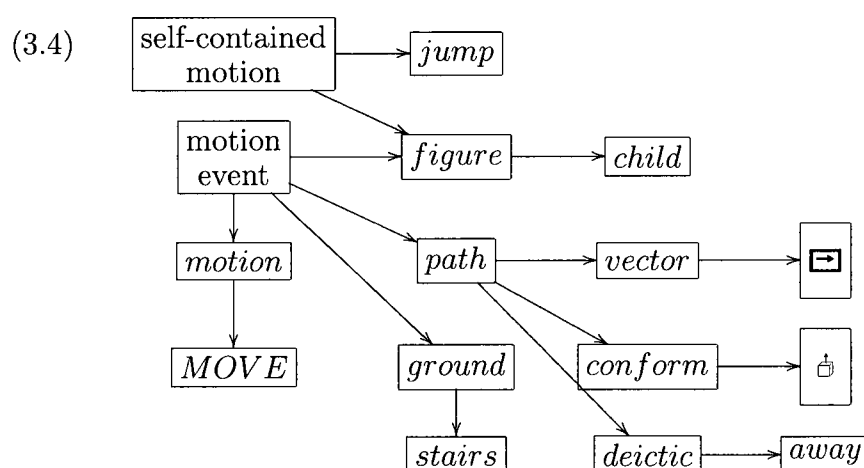 (3.4)
self-contained
motion
jump
motion
event
figure
child
motion
path
vector
MOVE
ground
conform
stairs
deictic
away